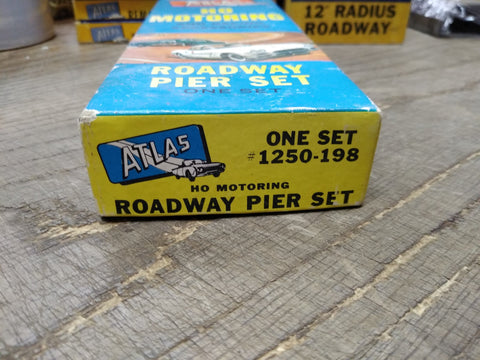 ATLAS
HO
MOTORING
ROADWAY
PIER SET
ONE SET
12" RADIUS
ROADWAY
ATLAS
ONE SET
#1250-198
HO MOTORING
ROADWAY PIER SET